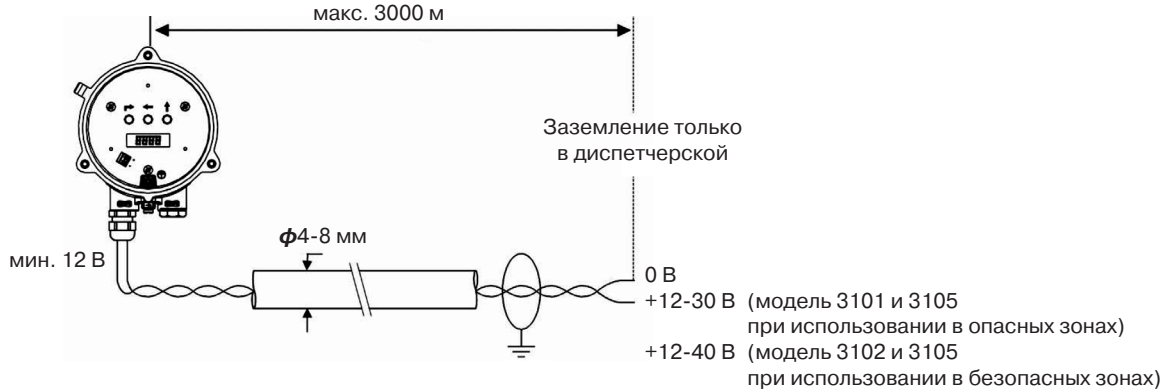 макс. 3000 м
Заземление только
в диспетчерской
ϕ4-8 мм
мин. 12 В
0 В
+12-30 В (модель 3101 и 3105
при использовании в опасных зонах)
+12-40 В (модель 3102 и 3105
при использовании в безопасных зонах)